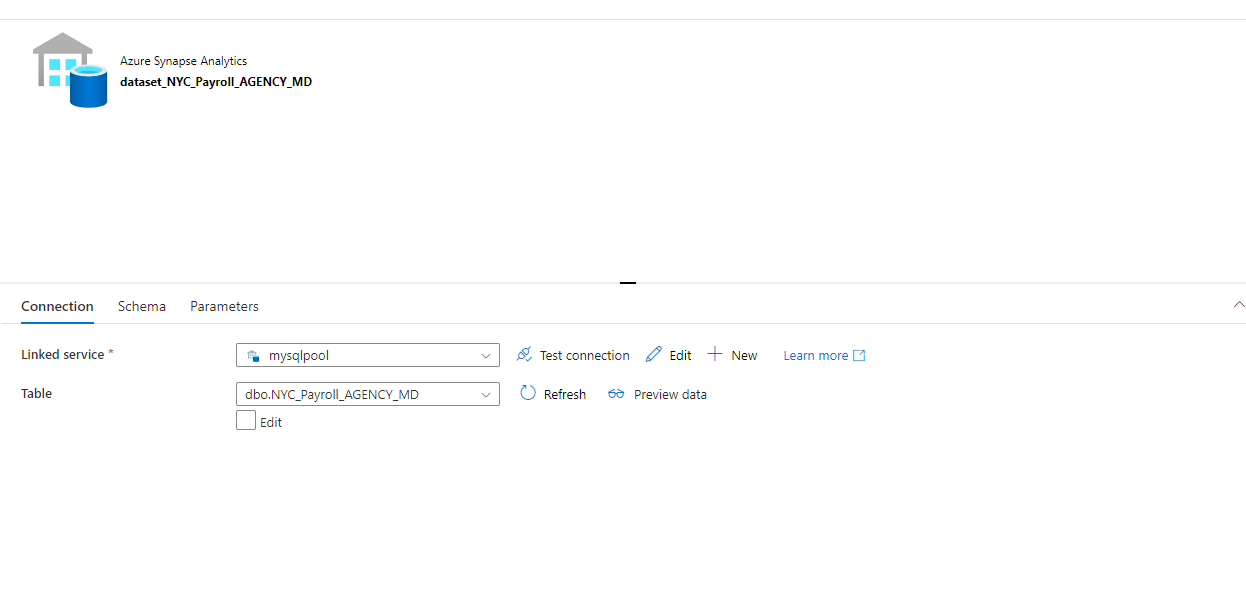 Azure Synapse Analytics
dataset_NYC_Payroll_AGENCY_MD
Connection Schema Parameters
Linked service * mysqlpool Test connection Edit New Learn more
Table dbo.NYC_Payroll_AGENCY_MD Refresh Preview data
Edit